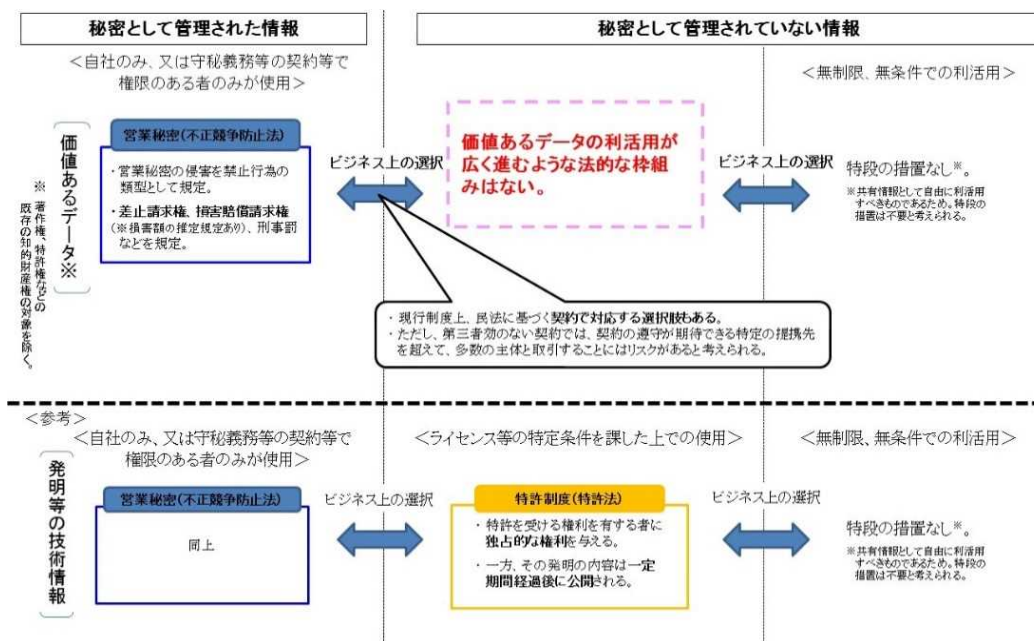 秘密として管理された情報
秘密として管理されていない情報
＜自社のみ、又は守秘義務等の契約等で
権限のある者のみが使用＞
＜無制限、無条件での利活用＞
価値あるデータ※
※ 著作権、特許権などの
既存の知的財産権の対象を除く。
営業秘密(不正競争防止法)
・営業秘密の侵害を禁止行為の
類型として規定。
・差止請求権、損害賠償請求権
(※損害額の推定規定あり)、刑事罰
などを規定。
ビジネス上の選択
価値あるデータの利活用が
広く進むような法的な枠組
みはない。
ビジネス上の選択
特段の措置なし※。
※共有情報として自由に利活用
すべきものであるため。特段の
措置は不要と考えられる。
・現行制度上、民法に基づく契約で対応する選択肢もある。
・ただし、第三者効のない契約では、契約の遵守が期待できる特定の提携先
を超えて、多数の主体と取引することにはリスクがあると考えられる。
＜参考＞
＜自社のみ、又は守秘義務等の契約等で
権限のある者のみが使用＞
＜ライセンス等の特定条件を課した上での使用＞
＜無制限、無条件での利活用＞
発明等の技術情報
営業秘密(不正競争防止法)
同上
ビジネス上の選択
特許制度(特許法)
・特許を受ける権利を有する者に
独占的な権利を与える。
・一方、その発明の内容は一定
期間経過後に公開される。
ビジネス上の選択
特段の措置なし※。
※共有情報として自由に利活用
すべきものであるため。特段の
措置は不要と考えられる。